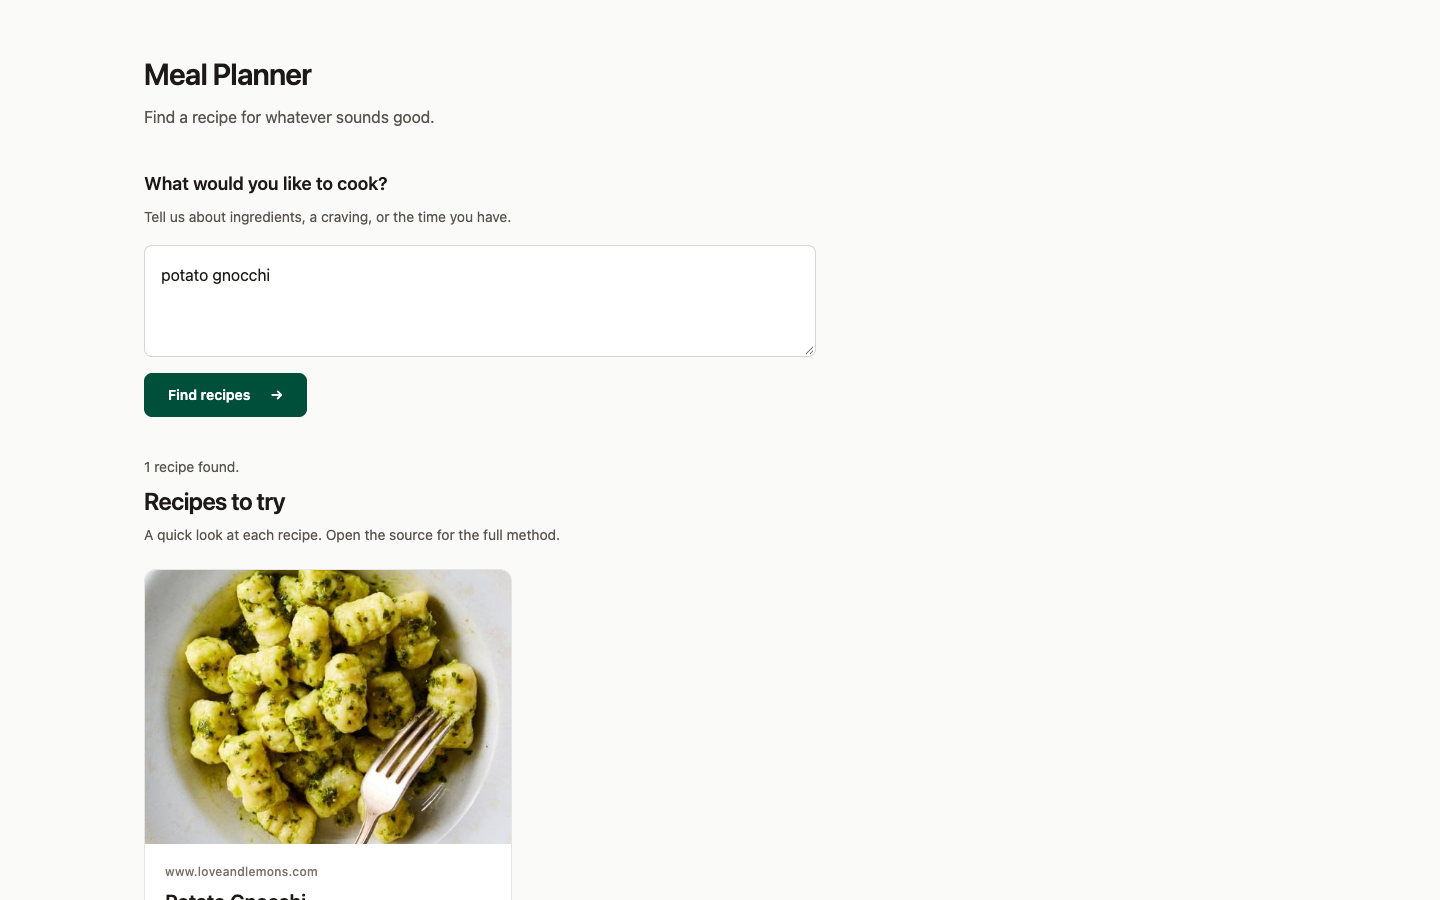 Meal Planner
Find a recipe for whatever sounds good.
What would you like to cook?
Tell us about ingredients, a craving, or the time you have.
potato gnocchi
Find recipes →
1 recipe found.
Recipes to try
A quick look at each recipe. Open the source for the full method.
www.loveandlemons.com
Potato Gnocchi